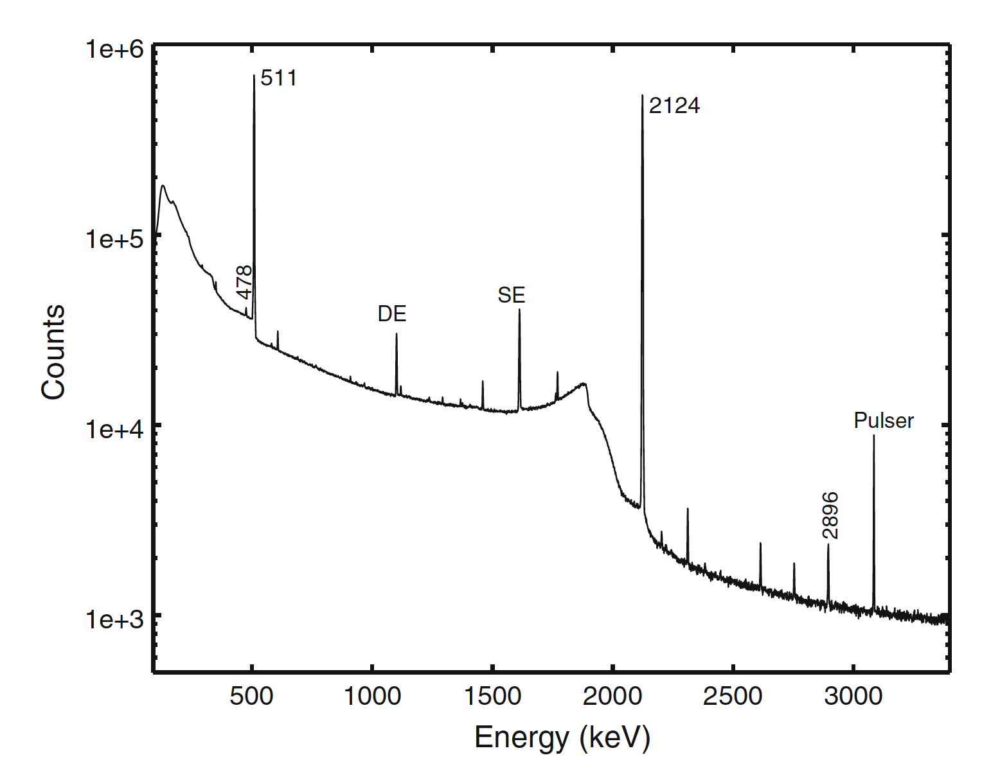 1e+6
511
2124
1e+5
478
SE
DE
Counts
1e+4
Pulser
2896
1e+3
500 1000 1500 2000 2500 3000
Energy (keV)